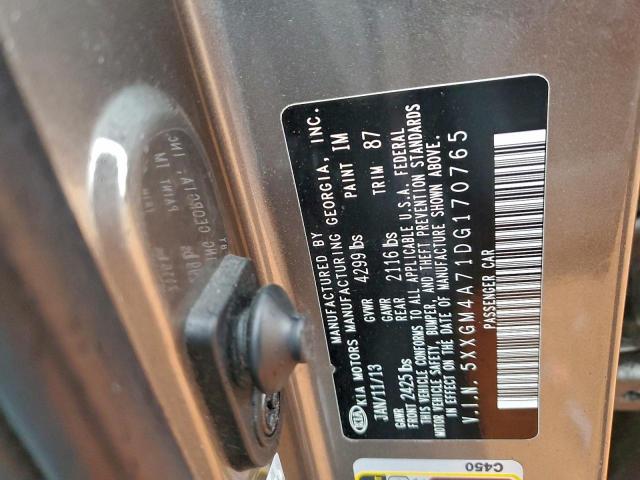 MANUFACTURED BY
KIA KIA MOTORS MANUFACTURING GEORGIA, INC.
JAN/11/13 GVWR 4299 lbs PAINT 1M
TRIM 87
GAWR FRONT 2425 lbs GAWR REAR 2116 lbs
THIS VEHICLE CONFORMS TO ALL APPLICABLE U.S.A. FEDERAL
MOTOR VEHICLE SAFETY, BUMPER, AND THEFT PREVENTION STANDARDS
IN EFFECT ON THE DATE OF MANUFACTURE SHOWN ABOVE.
V.I.N. 5XXGM4A71DG170765
PASSENGER CAR
C450